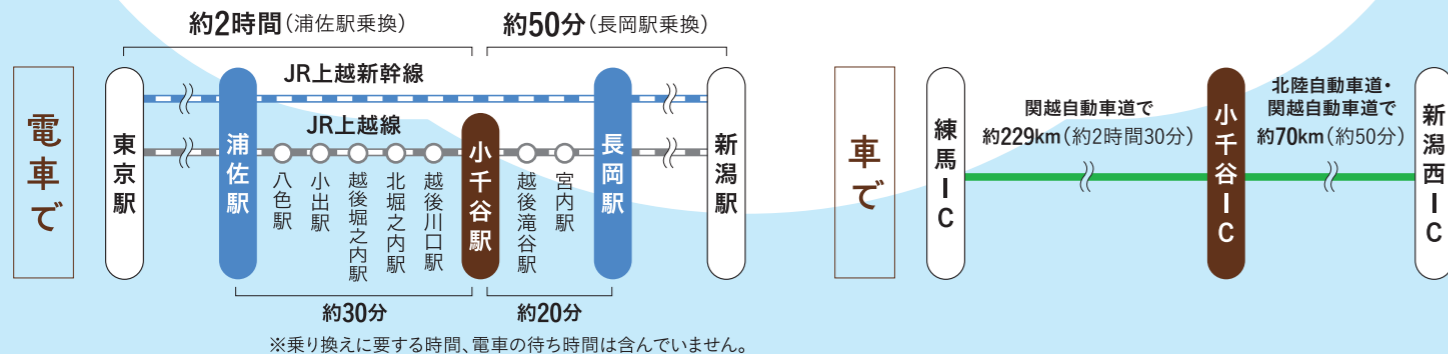 電車で
約2時間(浦佐駅乗換)
約50分(長岡駅乗換)
JR上越新幹線
JR上越線
東京駅
浦佐駅
八色駅
小出駅
越後堀之内駅
北堀之内駅
越後川口駅
小千谷駅
越後滝谷駅
宮内駅
長岡駅
新潟駅
約30分
約20分
※乗り換えに要する時間、電車の待ち時間は含んでいません。
車で
練馬IC
関越自動車道で
約229km(約2時間30分)
小千谷IC
北陸自動車道・
関越自動車道で
約70km(約50分)
新潟西IC